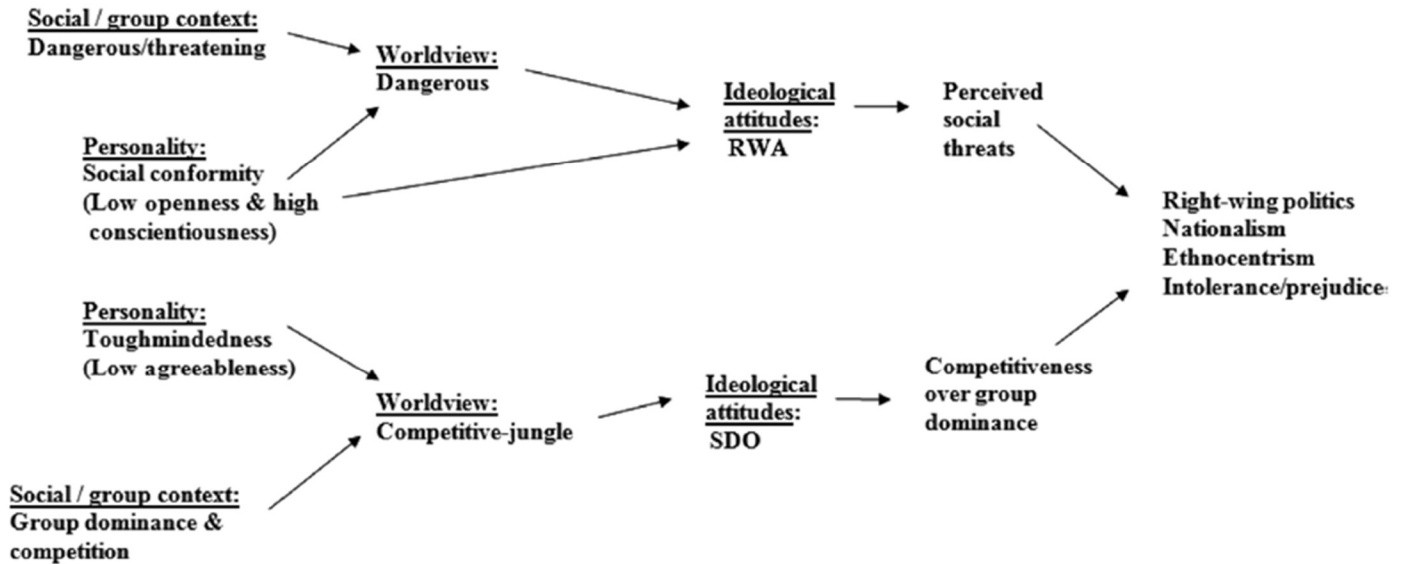 Social / group context:
Dangerous/threatening
Worldview:
Dangerous
Ideological
attitudes:
RWA
Perceived
social
threats
Personality:
Social conformity
(Low openness & high
conscientiousness)
Right-wing politics
Nationalism
Ethnocentrism
Intolerance/prejudice
Personality:
Toughmindedness
(Low agreeableness)
Worldview:
Competitive-jungle
Ideological
attitudes:
SDO
Competitiveness
over group
dominance
Social / group context:
Group dominance &
competition